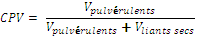 CPV = V_pulvérulents / (V_pulvérulents + V_liants secs)